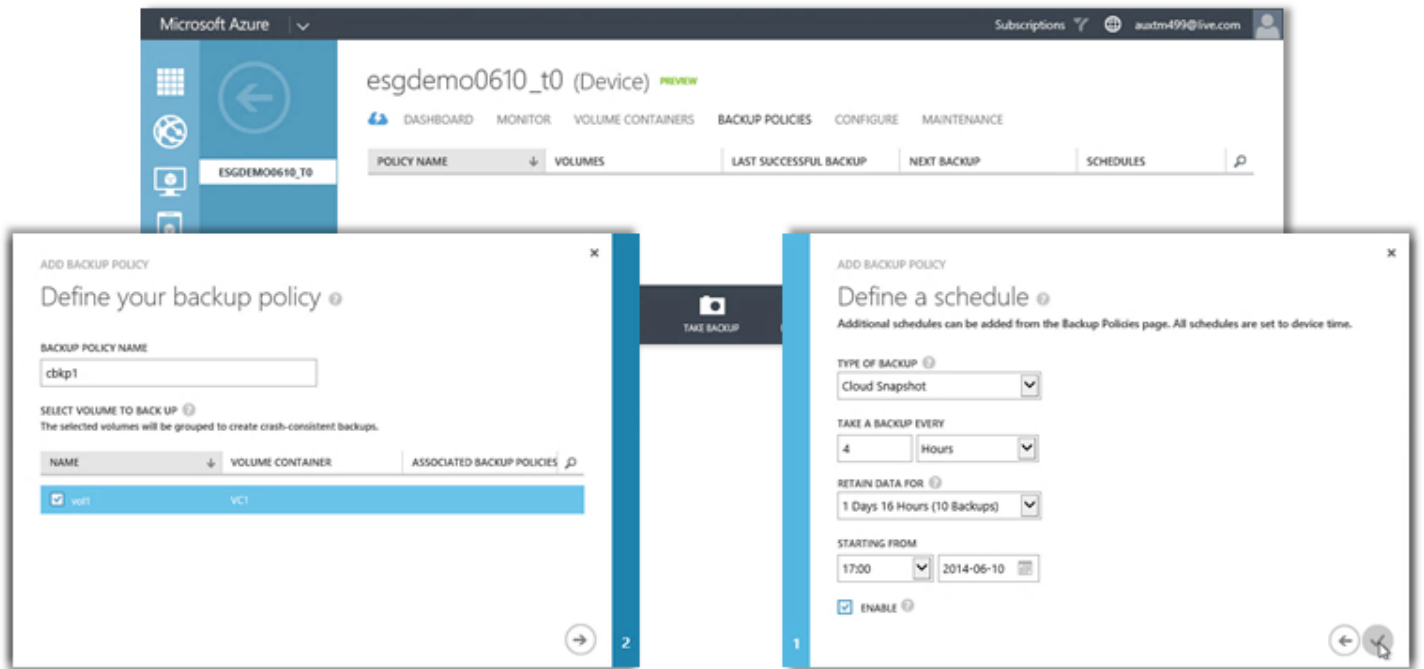 Microsoft Azure
Subscriptions
auxtm499@live.com
esgdemo0610_t0 (Device) PREVIEW
DASHBOARD MONITOR VOLUME CONTAINERS BACKUP POLICIES CONFIGURE MAINTENANCE
POLICY NAME VOLUMES LAST SUCCESSFUL BACKUP NEXT BACKUP SCHEDULES
ESGDEMO0610_T0
ADD BACKUP POLICY
Define your backup policy
BACKUP POLICY NAME
cbkp1
SELECT VOLUME TO BACK UP
The selected volumes will be grouped to create crash-consistent backups.
NAME VOLUME CONTAINER ASSOCIATED BACKUP POLICIES
vol1 VC1
2
TAKE BACKUP
ADD BACKUP POLICY
Define a schedule
Additional schedules can be added from the Backup Policies page. All schedules are set to device time.
TYPE OF BACKUP
Cloud Snapshot
TAKE A BACKUP EVERY
4 Hours
RETAIN DATA FOR
1 Days 16 Hours (10 Backups)
STARTING FROM
17:00 2014-06-10
ENABLE
1